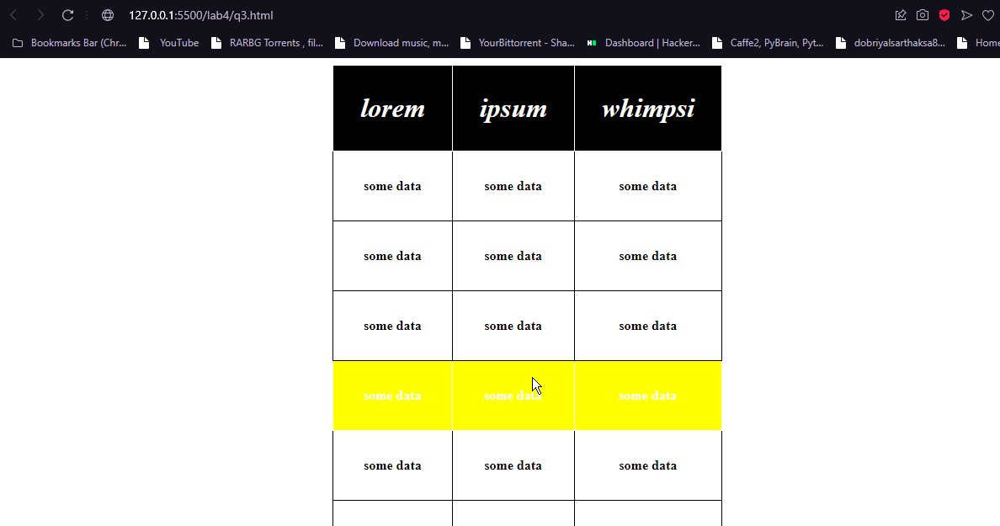 127.0.0.1:5500/lab4/q3.html
Bookmarks Bar (Chr... YouTube RARBG Torrents , fil... Download music, m... YourBittorrent - Sha... Dashboard | Hacker... Caffe2, PyBrain, Pyt... dobriyalsarthaksa8... Home
lorem ipsum whimpsi
some data some data some data
some data some data some data
some data some data some data
some data some data some data
some data some data some data